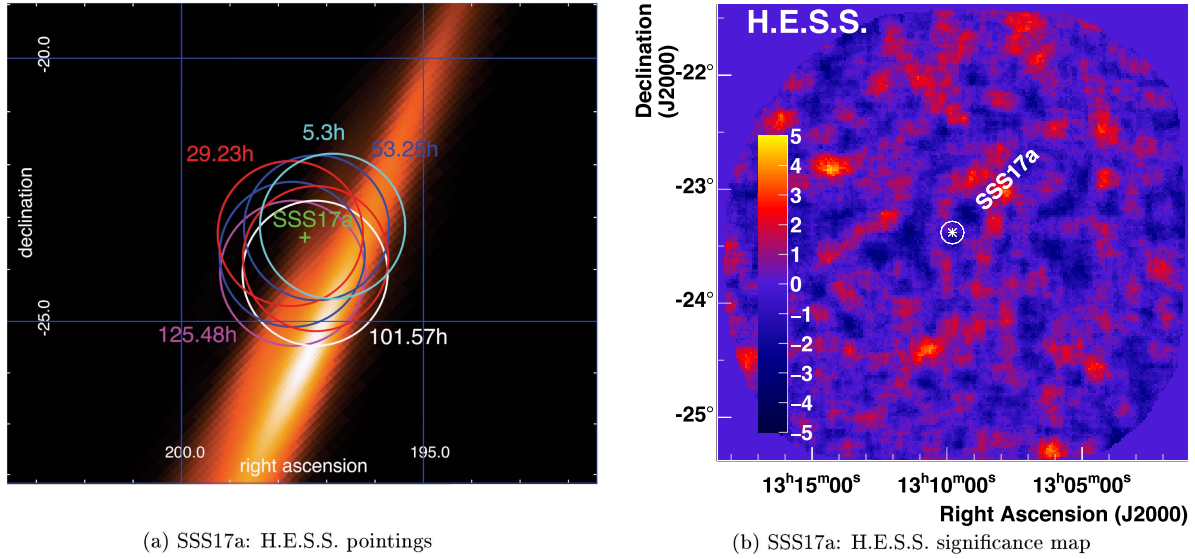 -20.0
declination
-25.0
5.3h
29.23h
53.25h
SSS17a
125.48h
101.57h
200.0
195.0
right ascension
(a) SSS17a: H.E.S.S. pointings
H.E.S.S.
Declination
(J2000)
-22°
-23°
-24°
-25°
5
4
3
2
1
0
-1
-2
-3
-4
-5
SSS17a
13h15m00s
13h10m00s
13h05m00s
Right Ascension (J2000)
(b) SSS17a: H.E.S.S. significance map